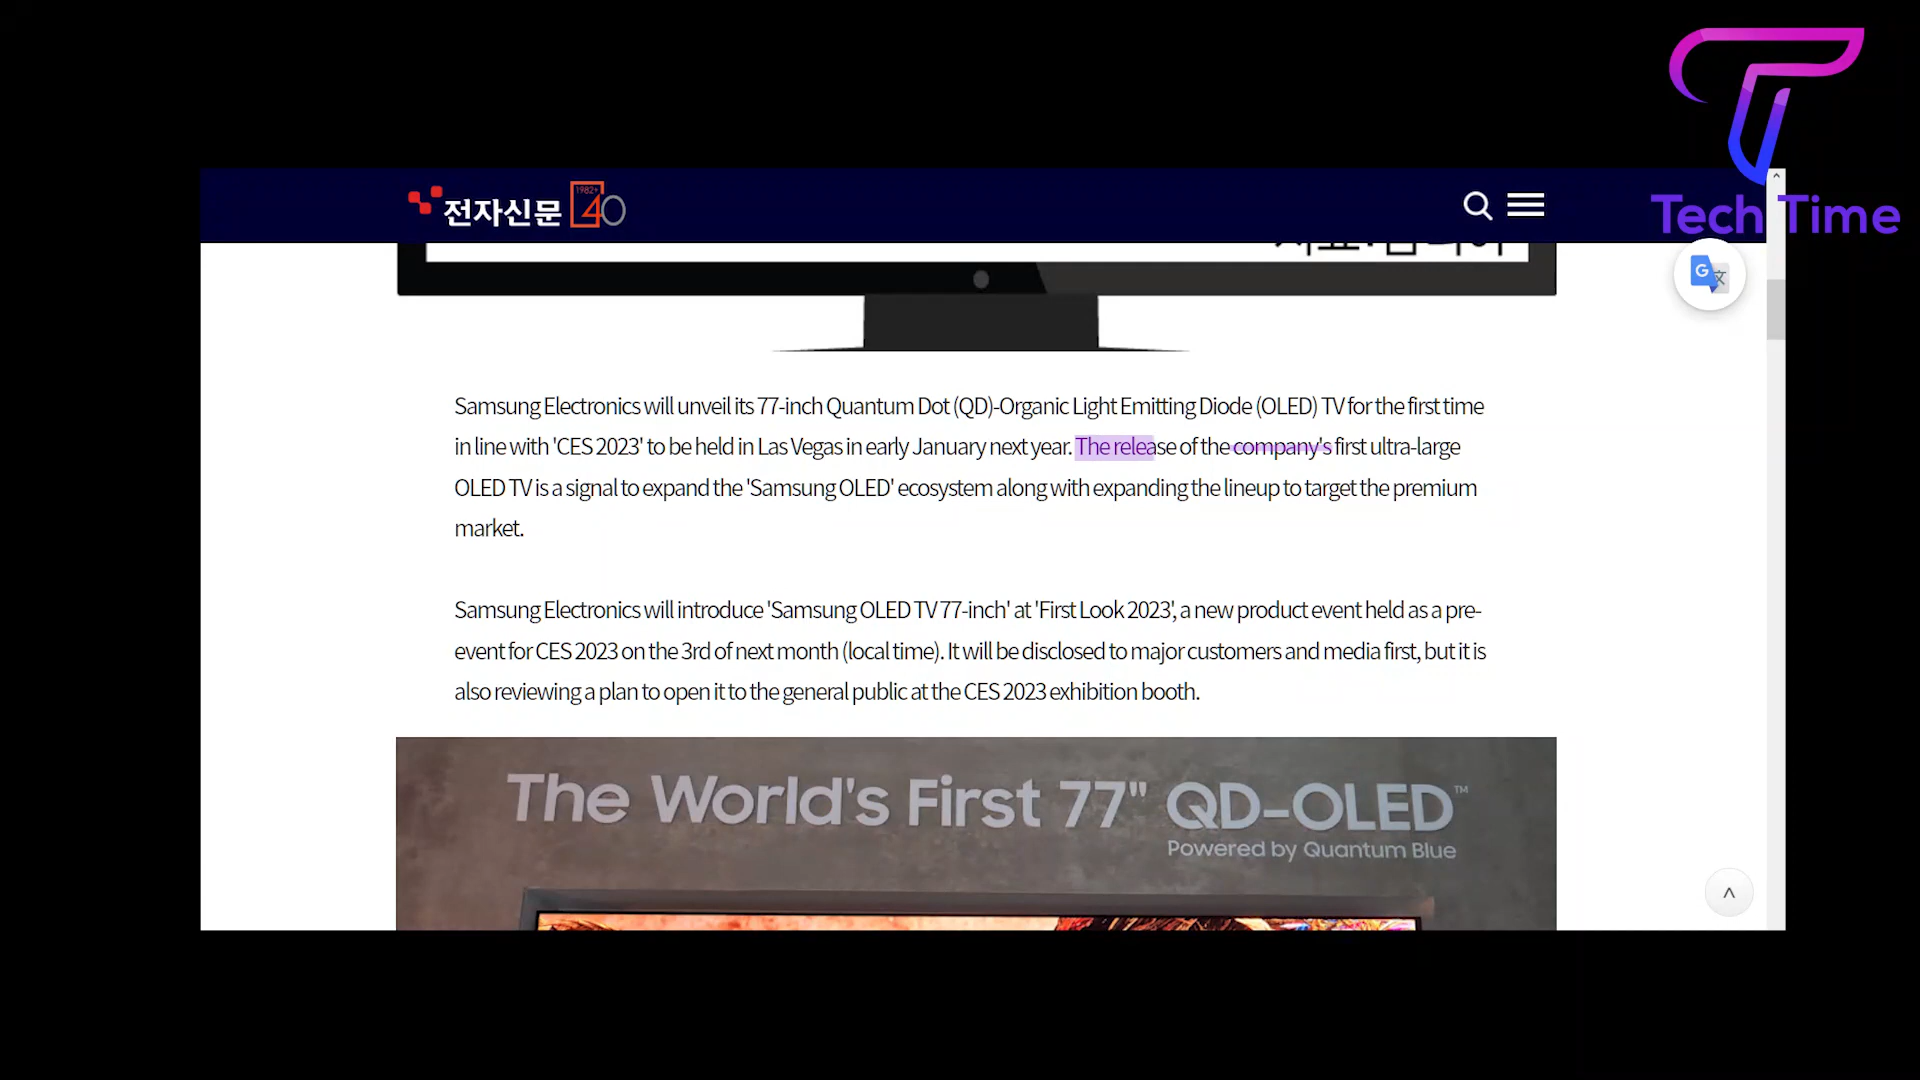 Tech Time
전자신문 1982+ 40
Samsung Electronics will unveil its 77-inch Quantum Dot (QD)-Organic Light Emitting Diode (OLED) TV for the first time
in line with 'CES 2023' to be held in Las Vegas in early January next year. The release of the company's first ultra-large
OLED TV is a signal to expand the 'Samsung OLED' ecosystem along with expanding the lineup to target the premium
market.
Samsung Electronics will introduce 'Samsung OLED TV 77-inch' at 'First Look 2023', a new product event held as a pre-
event for CES 2023 on the 3rd of next month (local time). It will be disclosed to major customers and media first, but it is
also reviewing a plan to open it to the general public at the CES 2023 exhibition booth.
The World's First 77" QD-OLED™
Powered by Quantum Blue